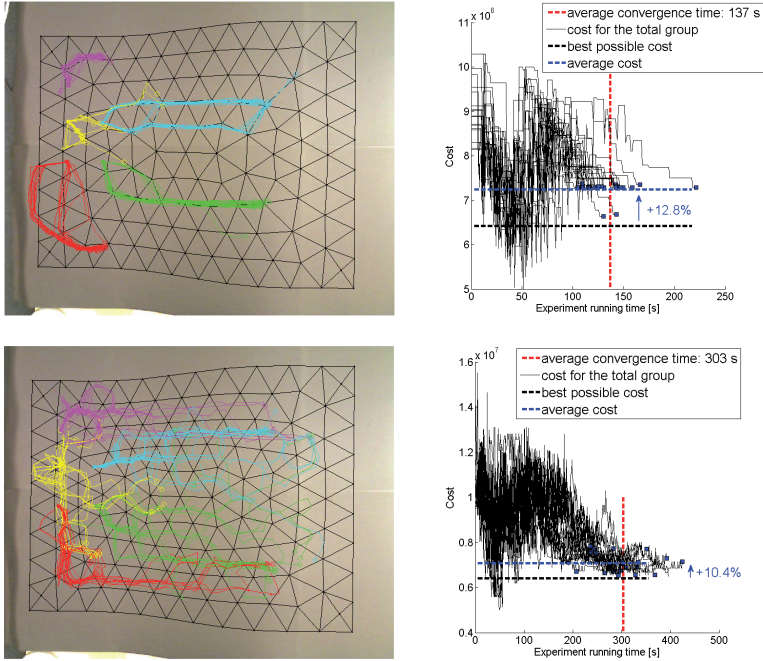 x 10^6
11
10
9
8
7
6
5
Cost
0 50 100 150 200 250
Experiment running time [s]
average convergence time: 137 s
cost for the total group
best possible cost
average cost
+12.8%
x 10^7
1.6
1.4
1.2
1
0.8
0.6
0.4
Cost
0 100 200 300 400 500
Experiment running time [s]
average convergence time: 303 s
cost for the total group
best possible cost
average cost
+10.4%